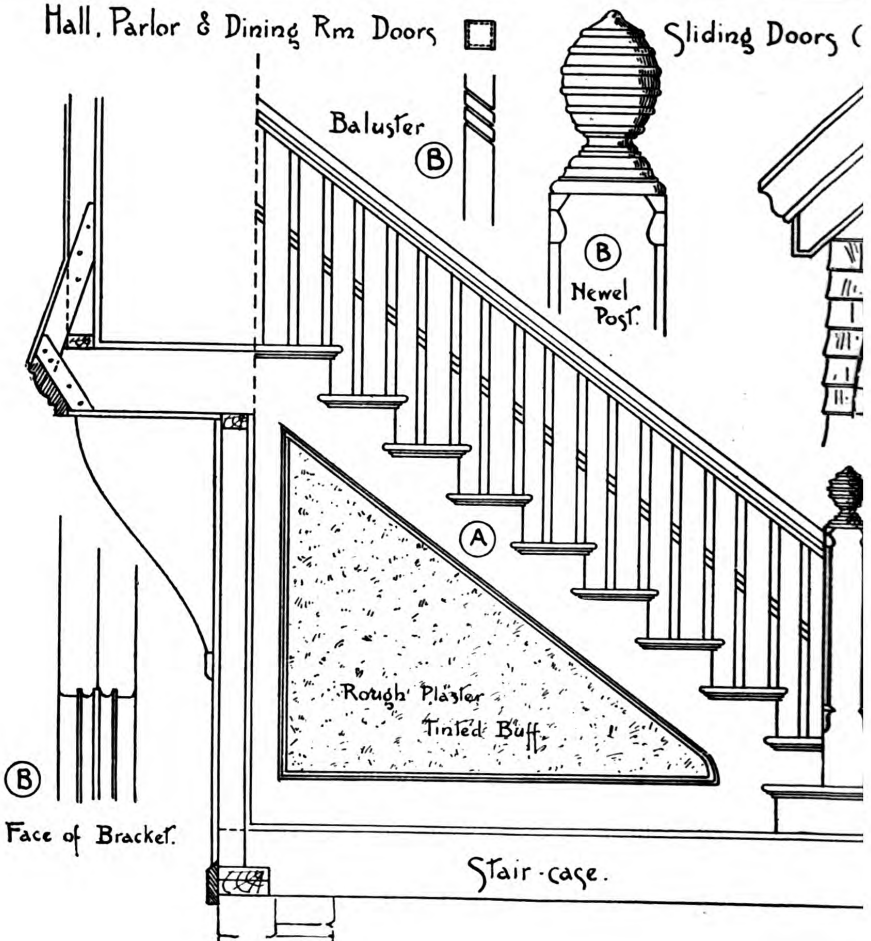 Hall, Parlor & Dining Rm Doors
Sliding Doors (
Baluster
B
B
Newel
Post.
A
Rough Plaster
Tinted Buff
B
Face of Bracket.
Stair-case.